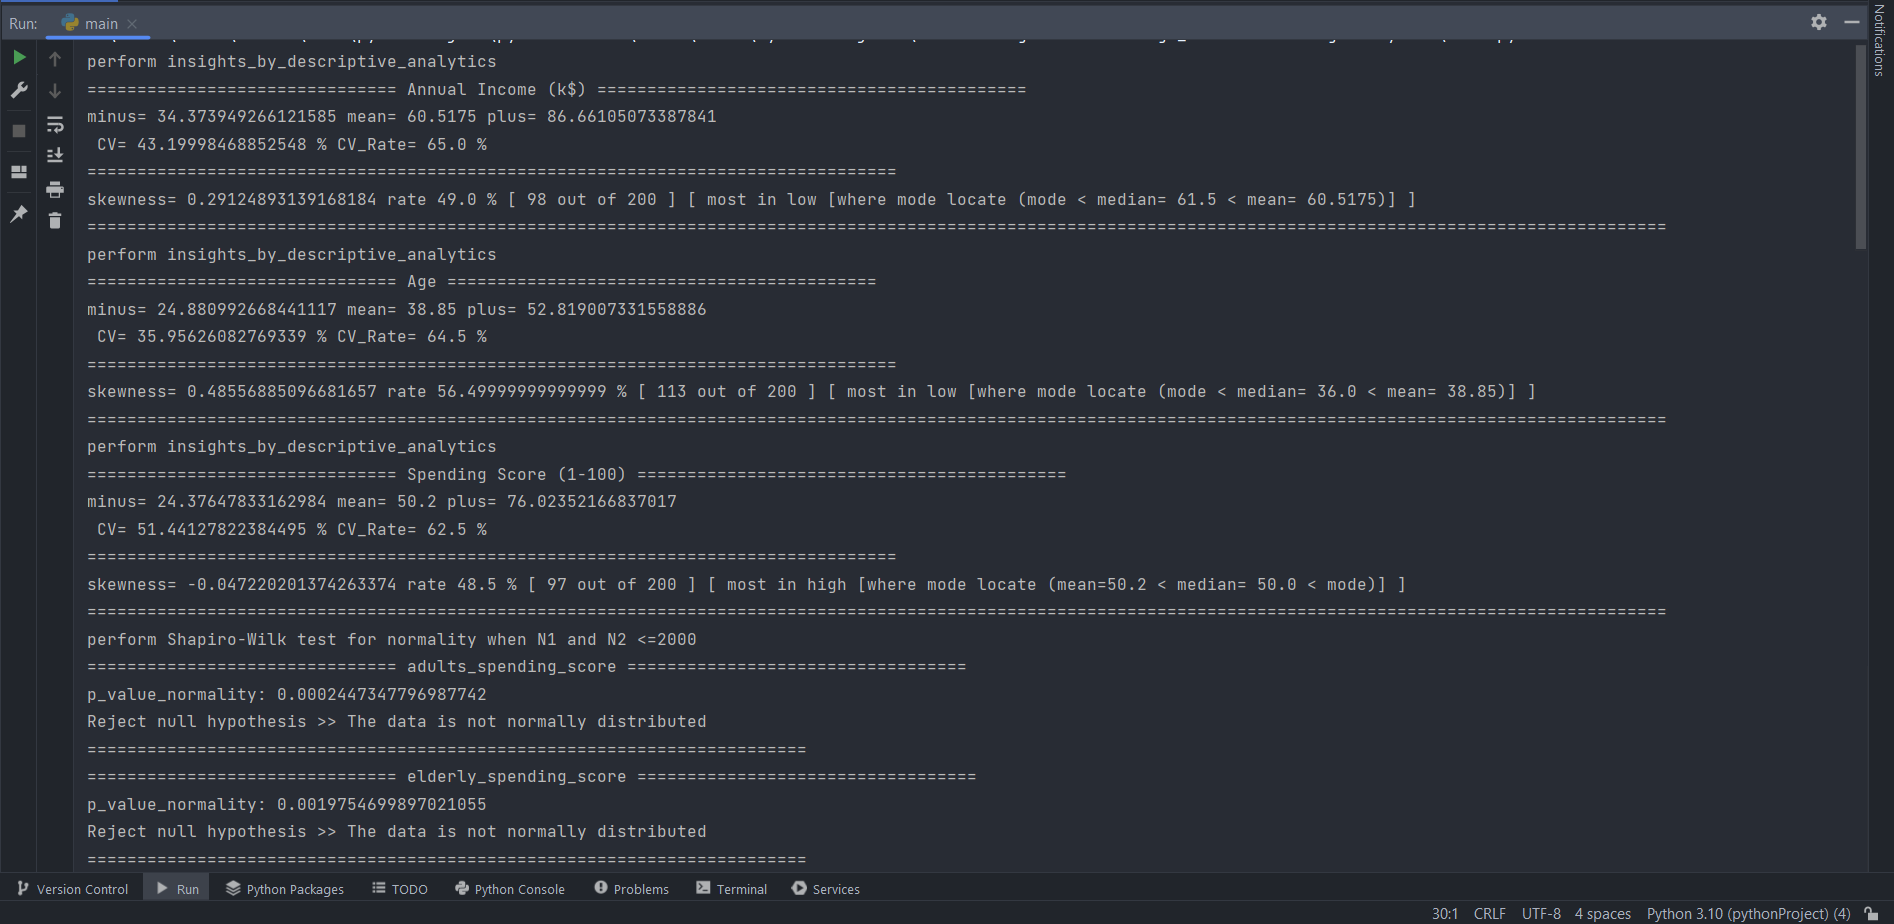 Run: main
Notifications
perform insights_by_descriptive_analytics
=============================== Annual Income (k$) ===========================================
minus= 34.373949266121585 mean= 60.5175 plus= 86.66105073387841
CV= 43.19998468852548 % CV_Rate= 65.0 %
=================================================================================
skewness= 0.29124893139168184 rate 49.0 % [ 98 out of 200 ] [ most in low [where mode locate (mode < median= 61.5 < mean= 60.5175)] ]
==============================================================================================================================================================
perform insights_by_descriptive_analytics
=============================== Age ===========================================
minus= 24.880992668441117 mean= 38.85 plus= 52.819007331558886
CV= 35.95626082769339 % CV_Rate= 64.5 %
=================================================================================
skewness= 0.48556885096681657 rate 56.49999999999999 % [ 113 out of 200 ] [ most in low [where mode locate (mode < median= 36.0 < mean= 38.85)] ]
==============================================================================================================================================================
perform insights_by_descriptive_analytics
=============================== Spending Score (1-100) ===========================================
minus= 24.37647833162984 mean= 50.2 plus= 76.02352166837017
CV= 51.44127822384495 % CV_Rate= 62.5 %
=================================================================================
skewness= -0.047220201374263374 rate 48.5 % [ 97 out of 200 ] [ most in high [where mode locate (mean=50.2 < median= 50.0 < mode)] ]
==============================================================================================================================================================
perform Shapiro-Wilk test for normality when N1 and N2 <=2000
=============================== adults_spending_score ==================================
p_value_normality: 0.0002447347796987742
Reject null hypothesis >> The data is not normally distributed
========================================================================
=============================== elderly_spending_score ==================================
p_value_normality: 0.0019754699897021055
Reject null hypothesis >> The data is not normally distributed
========================================================================
Version Control Run Python Packages TODO Python Console Problems Terminal Services
30:1 CRLF UTF-8 4 spaces Python 3.10 (pythonProject) (4)